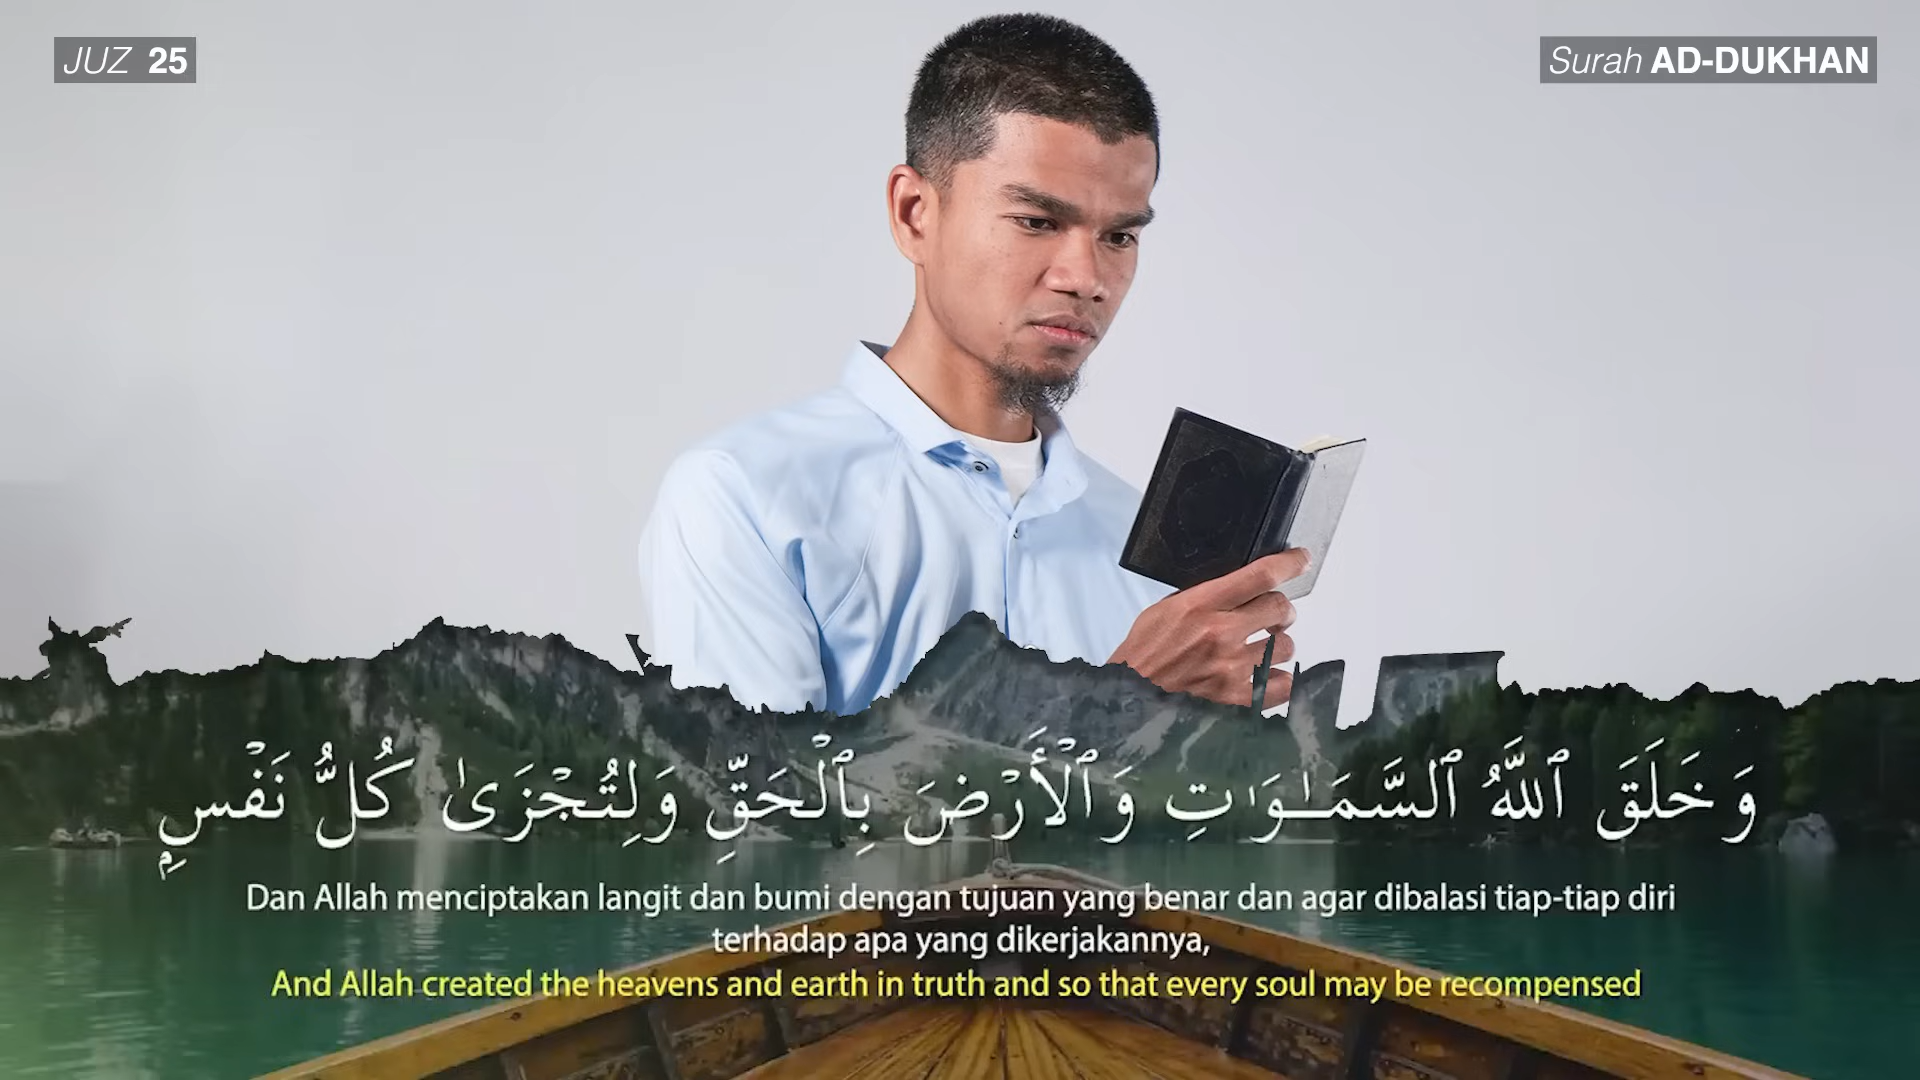 JUZ 25
Surah AD-DUKHAN
وَخَلَقَ ٱللَّهُ ٱلسَّمَـٰوَٰتِ وَٱلْأَرْضَ بِٱلْحَقِّ وَلِتُجْزَىٰ كُلُّ نَفْسٍۭ
Dan Allah menciptakan langit dan bumi dengan tujuan yang benar dan agar dibalasi tiap-tiap diri
terhadap apa yang dikerjakannya,
And Allah created the heavens and earth in truth and so that every soul may be recompensed